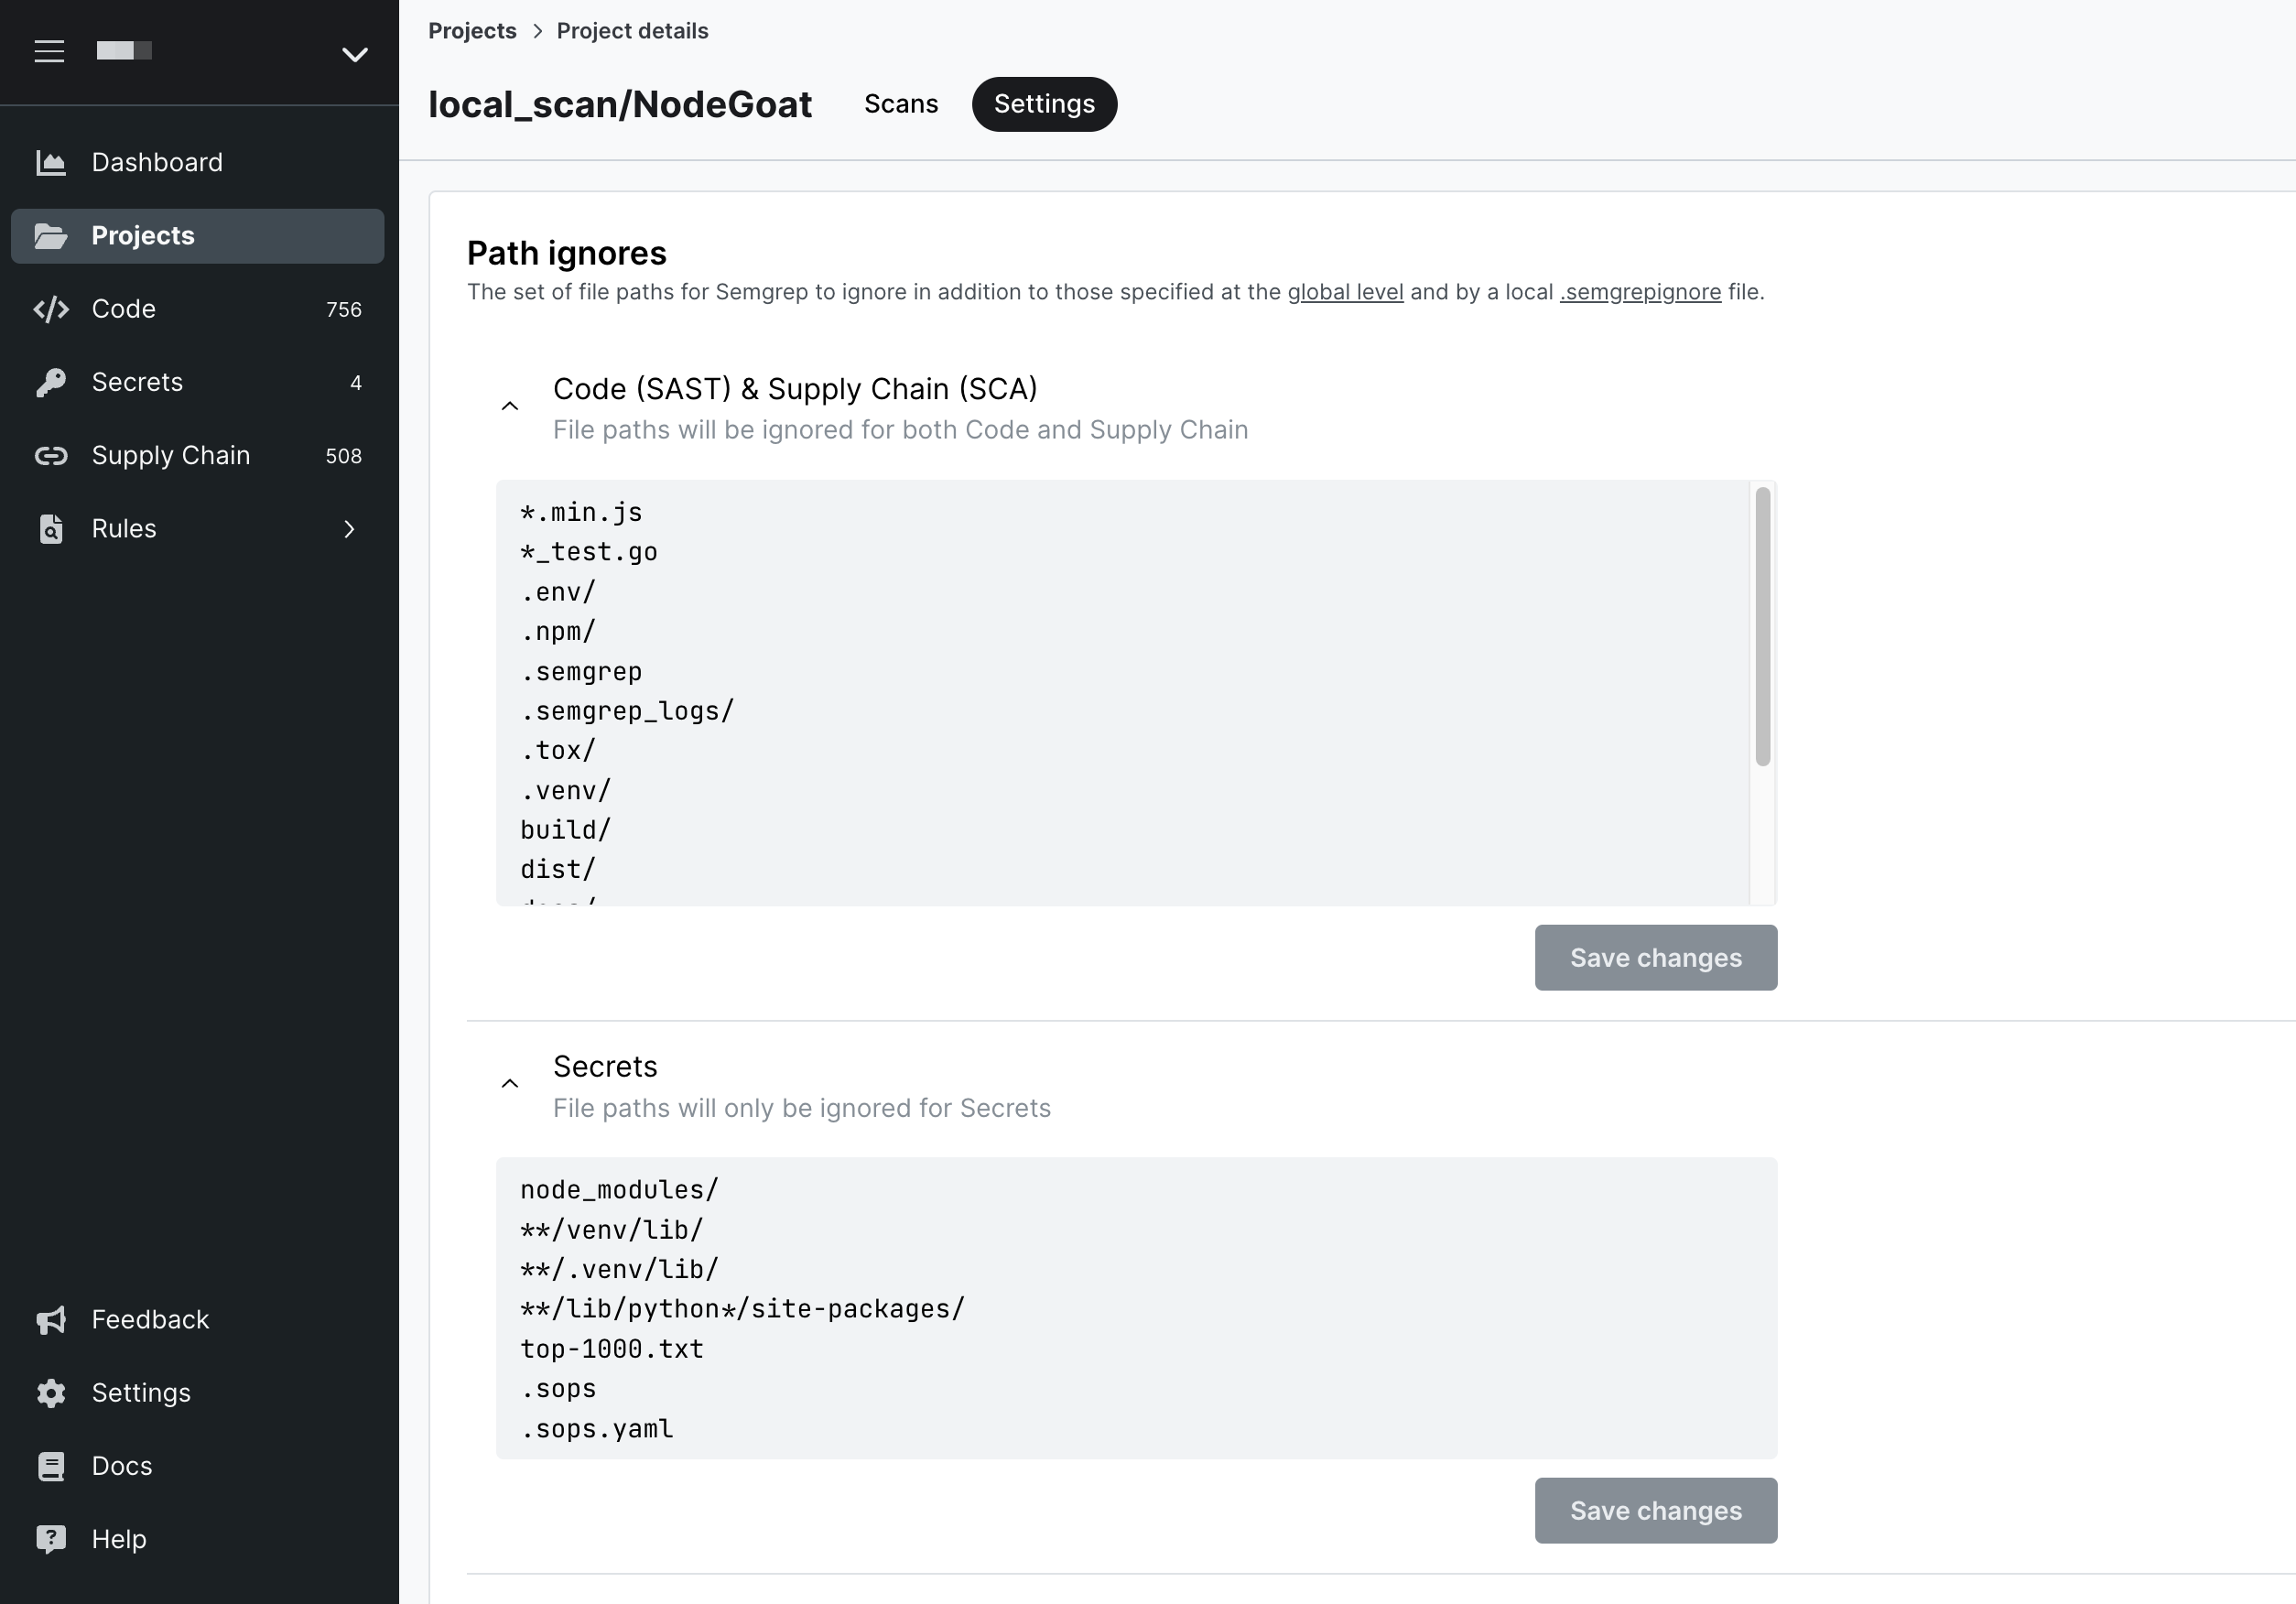 Projects > Project details
local_scan/NodeGoat
Scans
Settings
Dashboard
Projects
Code 756
Secrets 4
Supply Chain 508
Rules
Feedback
Settings
Docs
Help
Path ignores
The set of file paths for Semgrep to ignore in addition to those specified at the global level and by a local .semgrepignore file.
Code (SAST) & Supply Chain (SCA)
File paths will be ignored for both Code and Supply Chain
*.min.js
*_test.go
.env/
.npm/
.semgrep
.semgrep_logs/
.tox/
.venv/
build/
dist/
Save changes
Secrets
File paths will only be ignored for Secrets
node_modules/
**/venv/lib/
**/.venv/lib/
**/lib/python*/site-packages/
top-1000.txt
.sops
.sops.yaml
Save changes